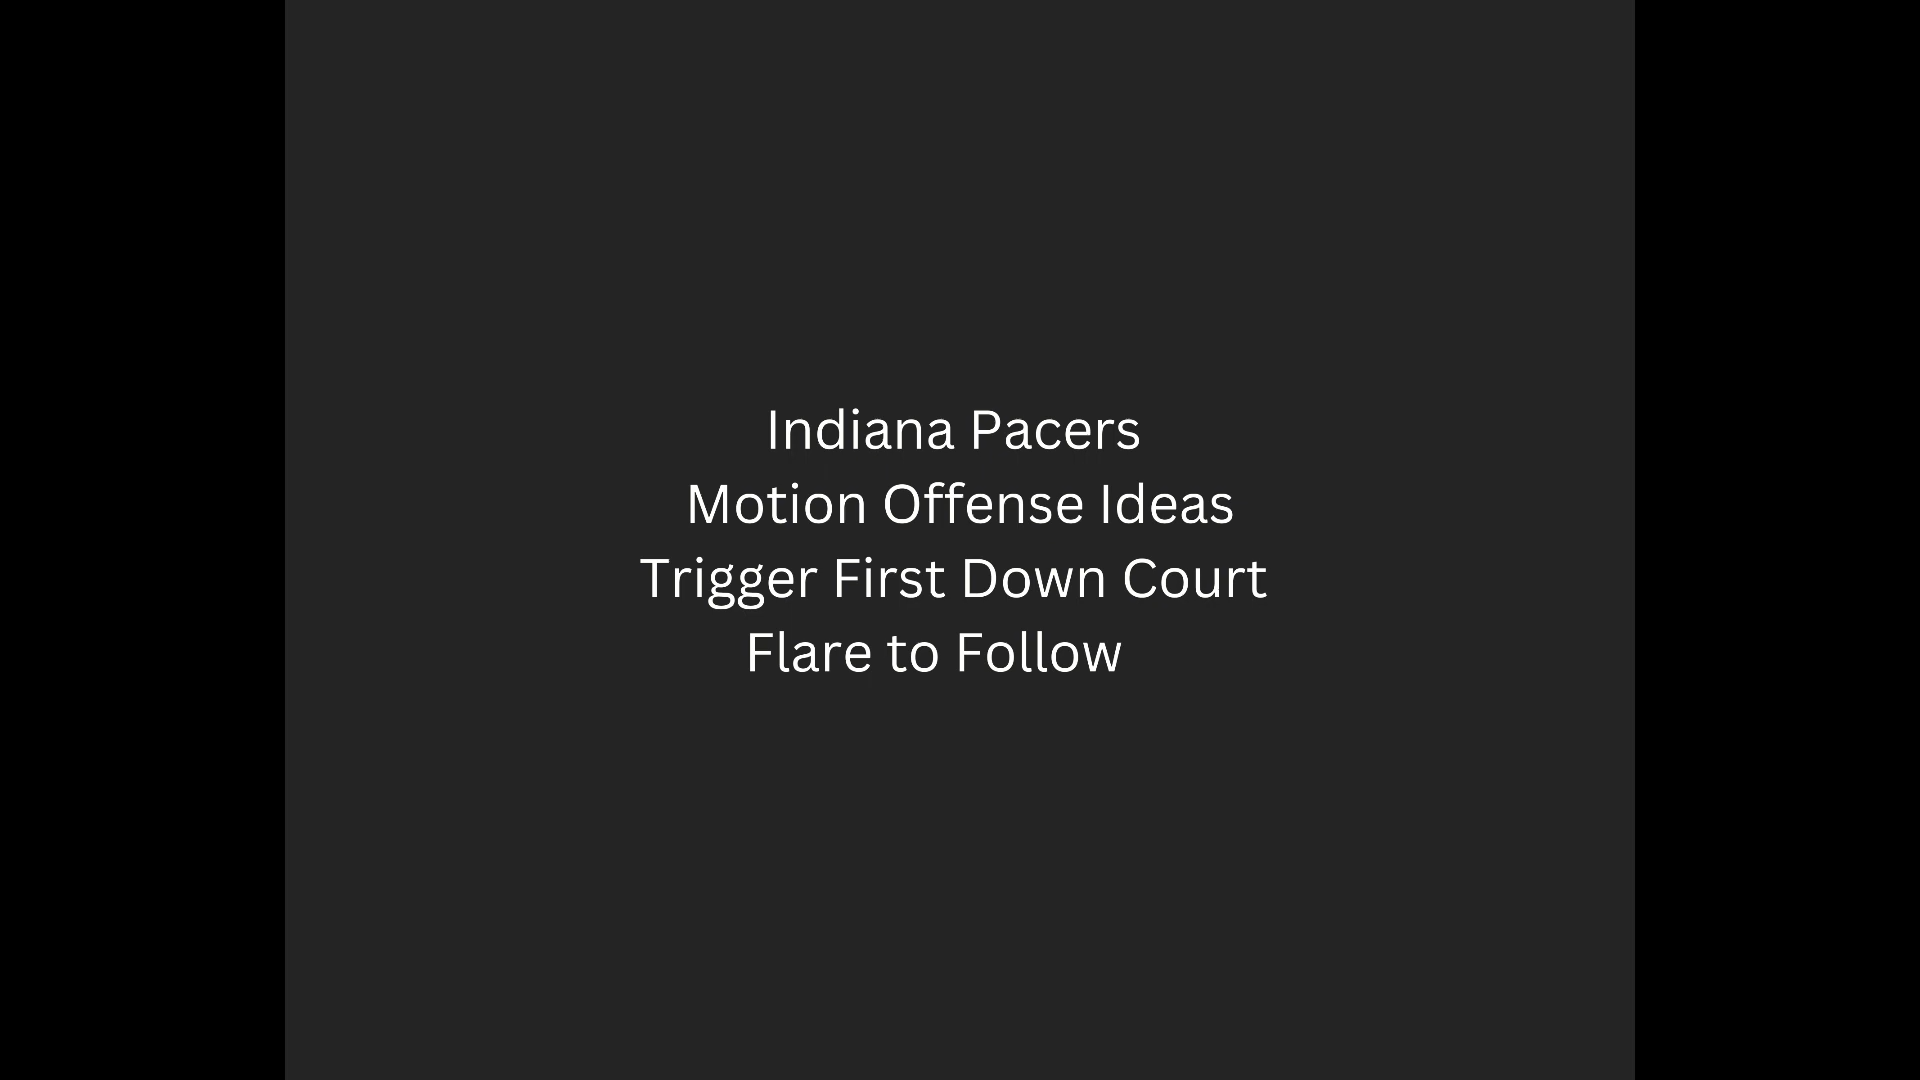 Indiana Pacers
Motion Offense Ideas
Trigger First Down Court
Flare to Follow